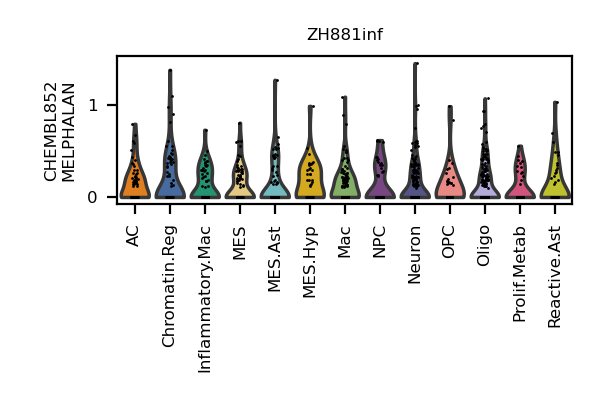 ZH881inf
CHEMBL852
MELPHALAN
1
0
AC
Chromatin.Reg
Inflammatory.Mac
MES
MES.Ast
MES.Hyp
Mac
NPC
Neuron
OPC
Oligo
Prolif.Metab
Reactive.Ast